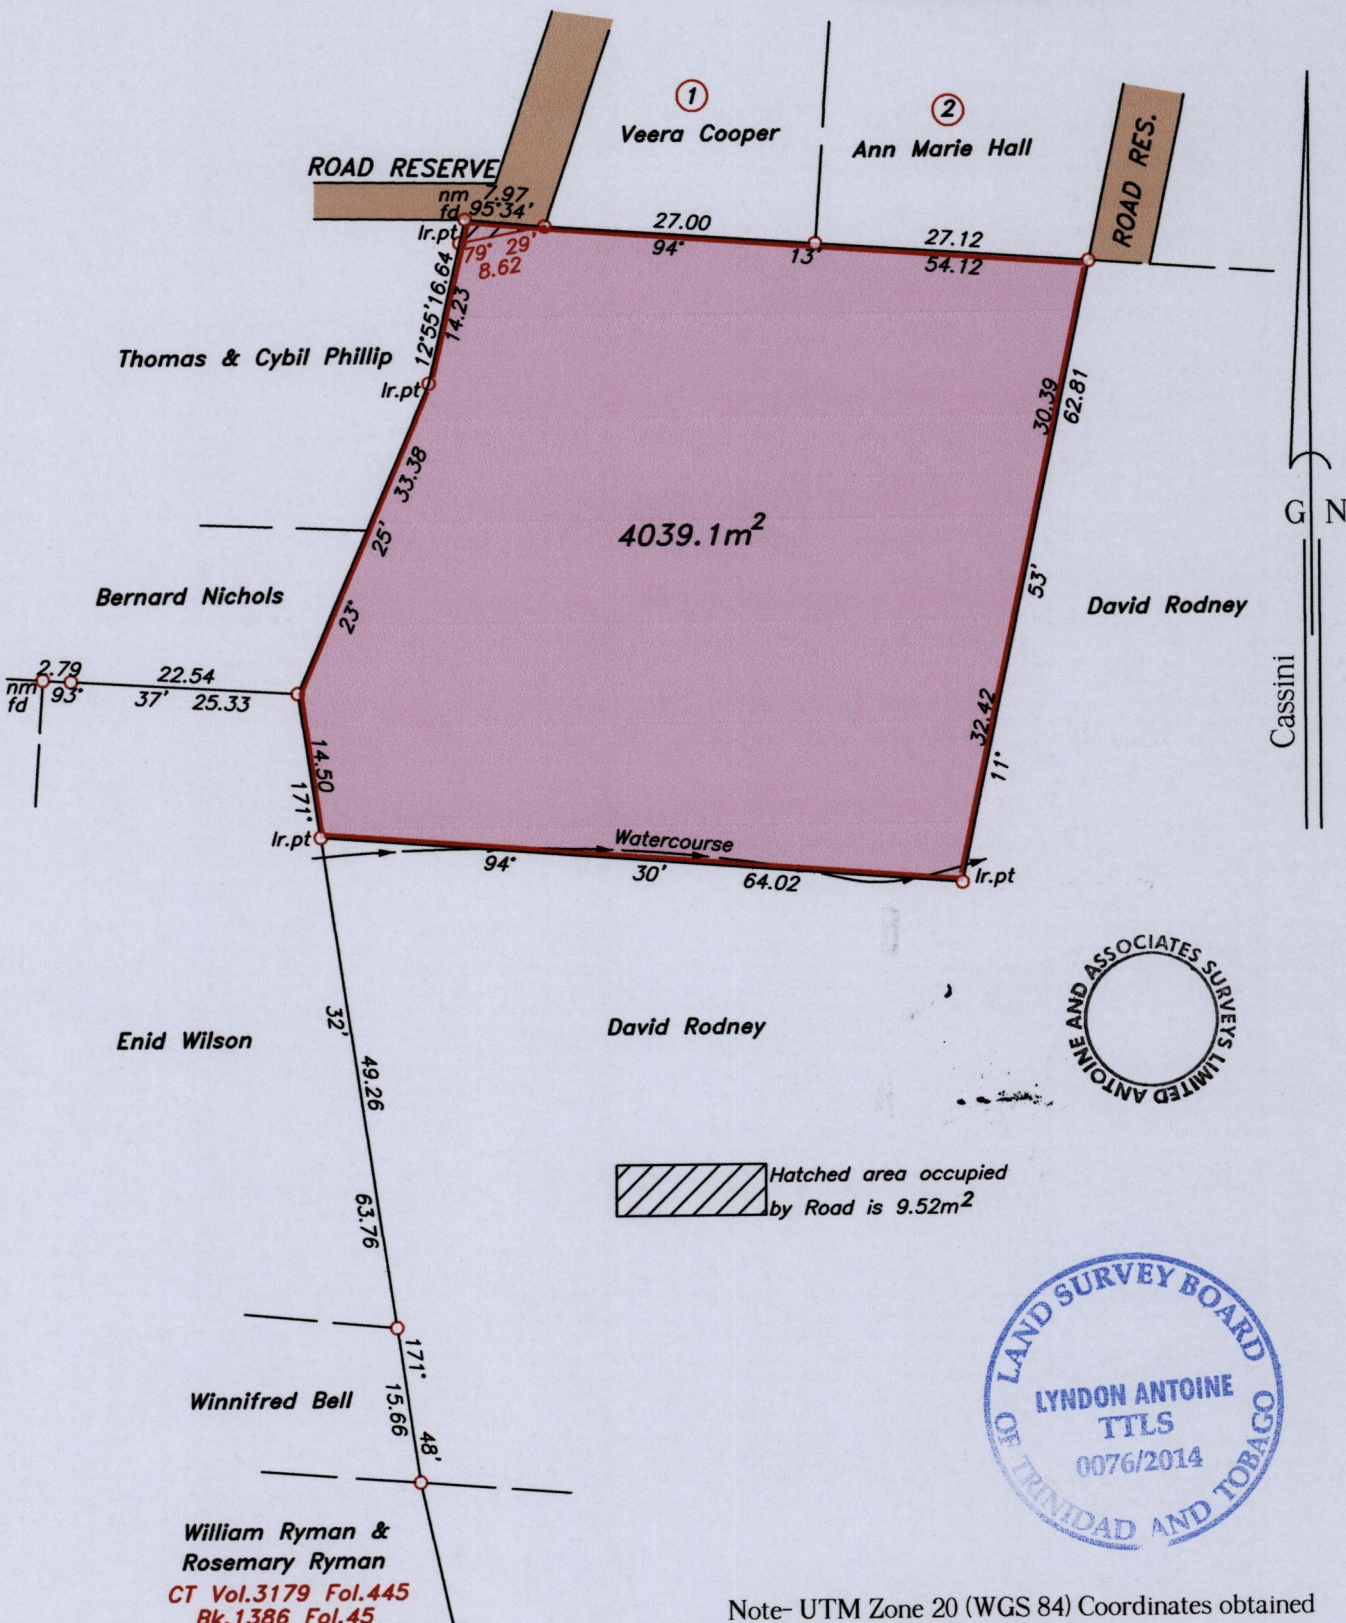 1
Veera Cooper
2
Ann Marie Hall
ROAD RES.
ROAD RESERVE
nm 7.97
fd 95°34'
Ir.pt
79° 29'
8.62
27.00
94° 13'
27.12
54.12
12°55' 16.64
14.23
Thomas & Cybil Phillip
Ir.pt
33.38
25'
23°
30.39
62.81
G N
4039.1m²
53'
Bernard Nichols
David Rodney
2.79
22.54
nm
fd
93° 37' 25.33
Cassini
32.42
11°
14.50
171°
Ir.pt
Watercourse
94° 30' 64.02
Ir.pt
ANTOINE AND ASSOCIATES SURVEYS LIMITED
Enid Wilson
David Rodney
32'
49.26
63.76
Hatched area occupied
by Road is 9.52m²
171°
15.66
48'
Winnifred Bell
LAND SURVEY BOARD
OF TRINIDAD AND TOBAGO
LYNDON ANTOINE
TTLS
0076/2014
William Ryman &
Rosemary Ryman
CT Vol.3179 Fol.445
Bk.1386 Fol.45
Note- UTM Zone 20 (WGS 84) Coordinates obtained